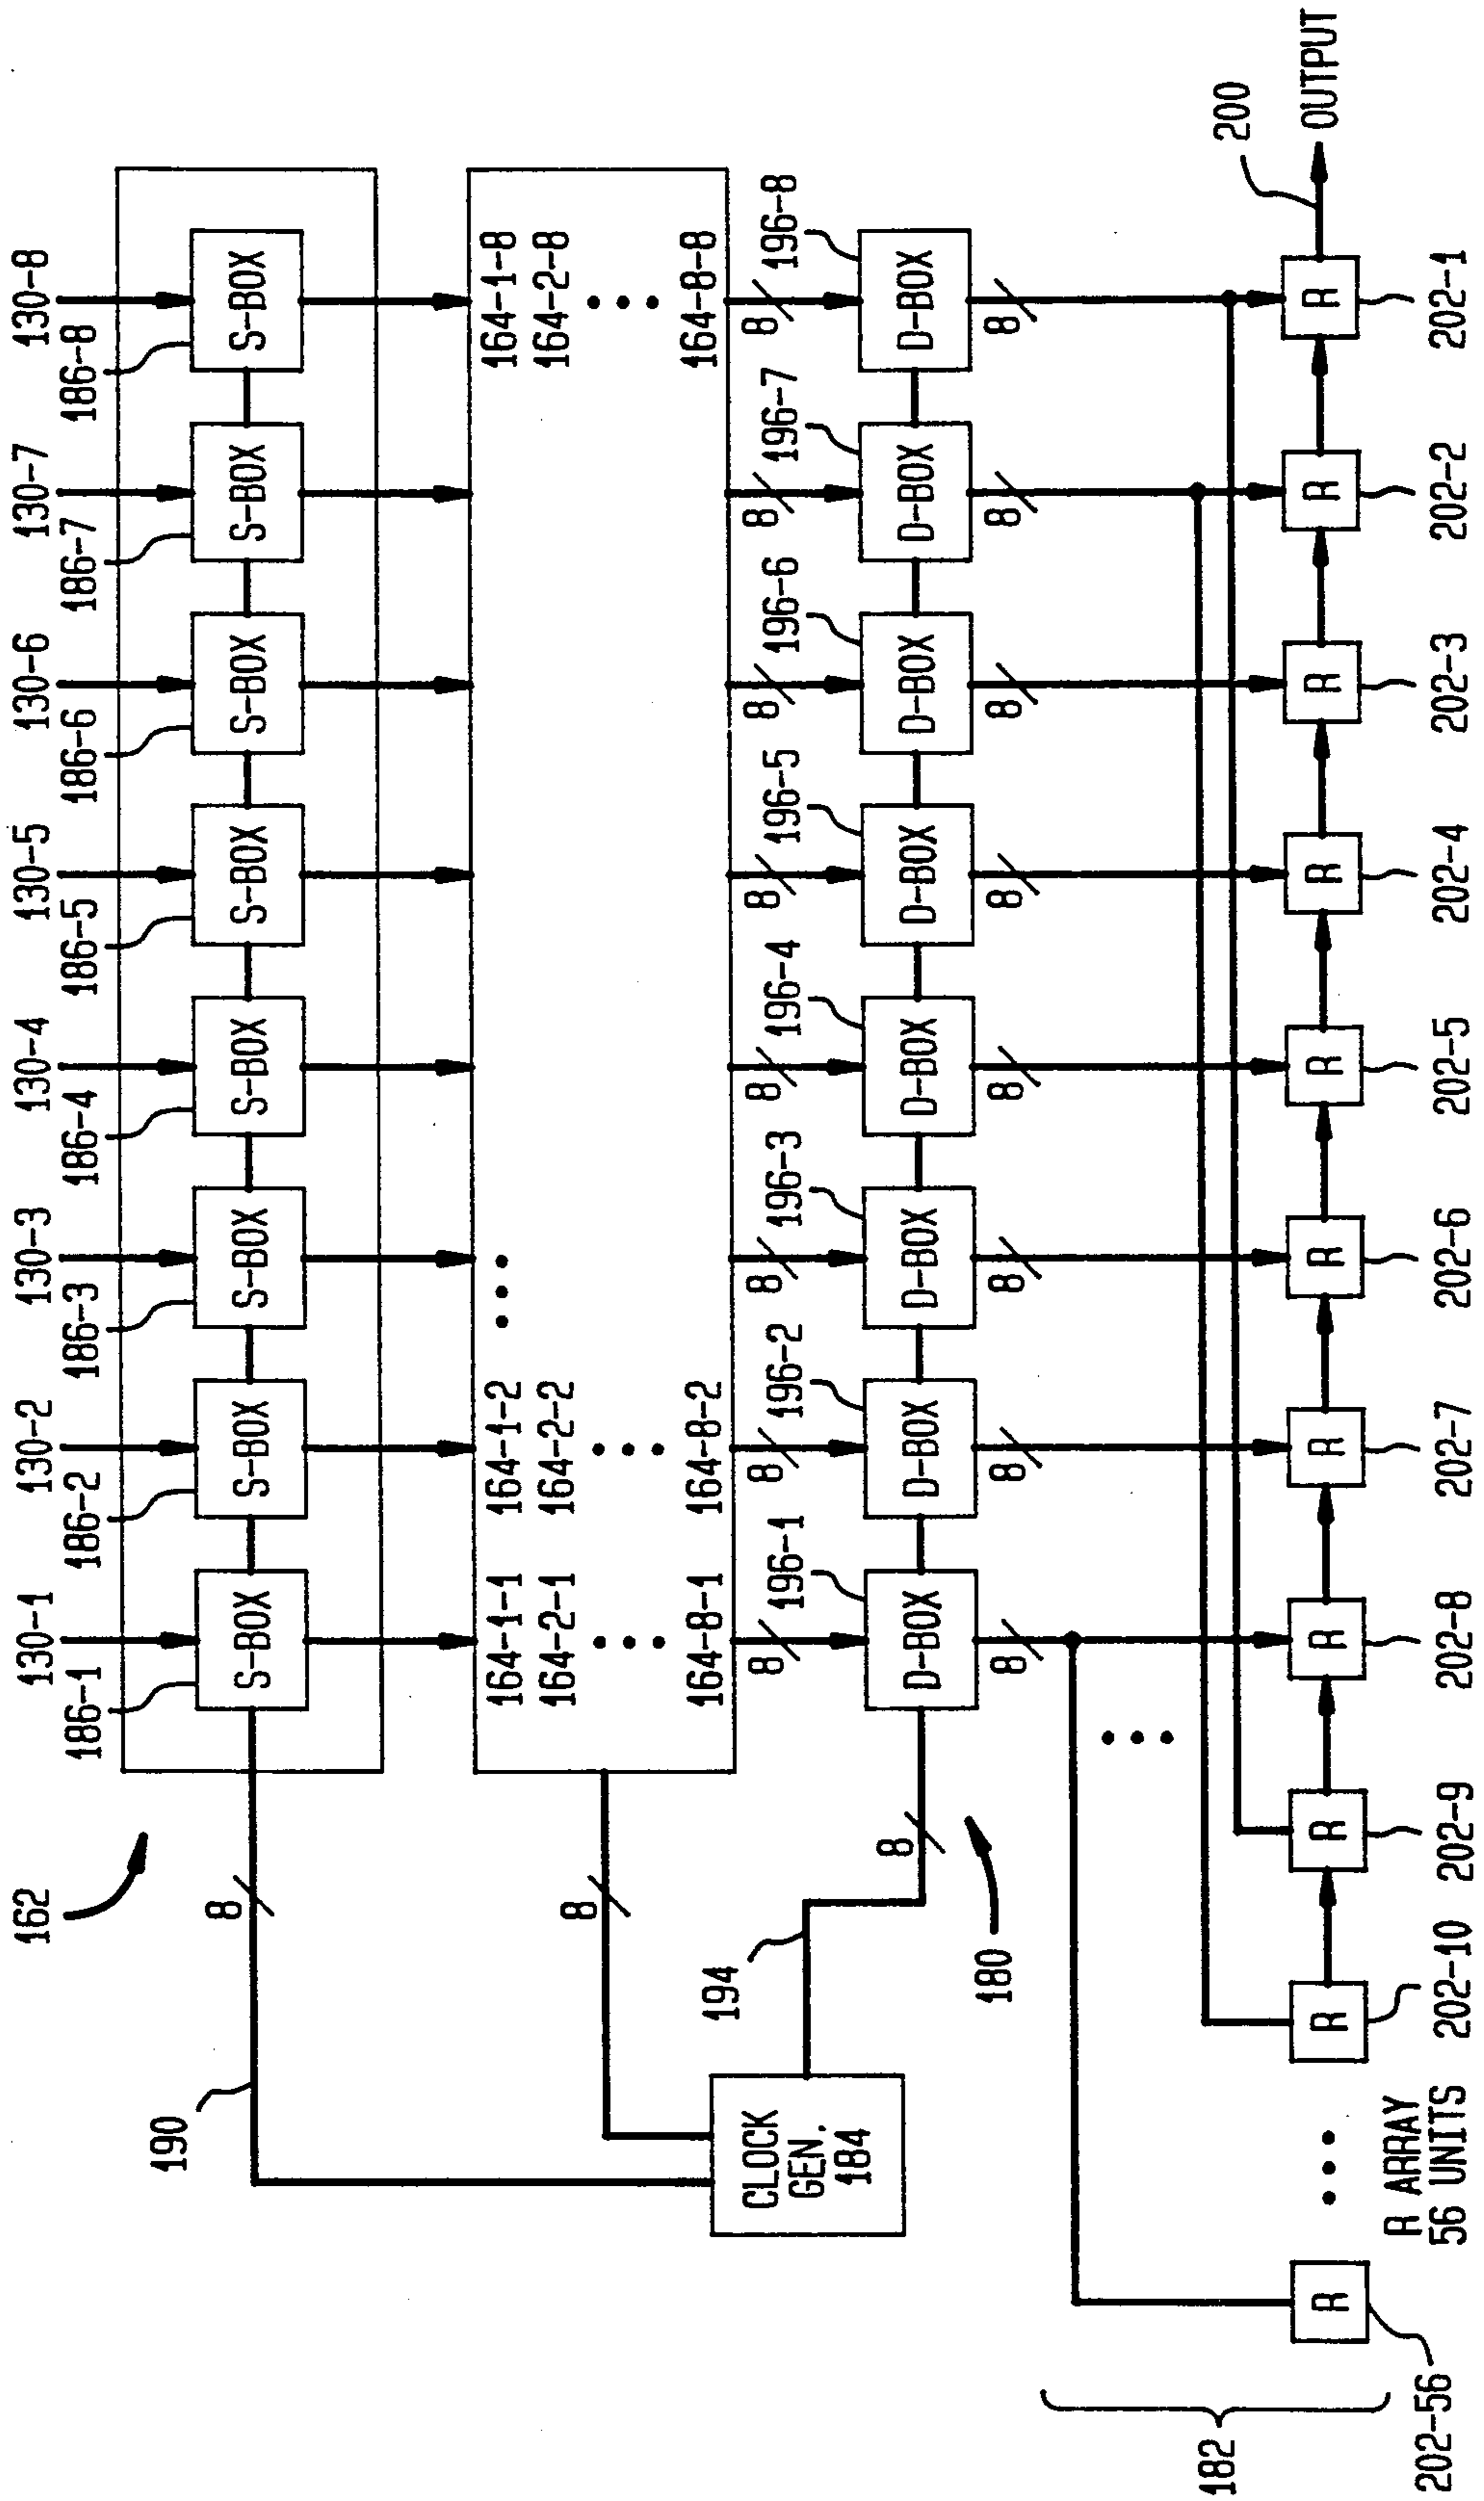 130-1 130-2 130-3 130-4 130-5 130-6 130-7 130-8
162
186-1 186-2 186-3 186-4 186-5 186-6 186-7 186-8
190
8
S-BOX S-BOX S-BOX S-BOX S-BOX S-BOX S-BOX S-BOX
164-1-1 164-1-2 164-1-8
164-2-1 164-2-2 164-2-8
8
164-8-1 164-8-2 164-8-8
194
CLOCK
GEN.
184
8 8 8 8 8 8 8 8
196-1 196-2 196-3 196-4 196-5 196-6 196-7 196-8
8
D-BOX D-BOX D-BOX D-BOX D-BOX D-BOX D-BOX D-BOX
180
8 8 8 8 8 8 8 8
182
200
R R R R R R R R R R R
OUTPUT
R ARRAY
56 UNITS
202-56 202-10 202-9 202-8 202-7 202-6 202-5 202-4 202-3 202-2 202-1